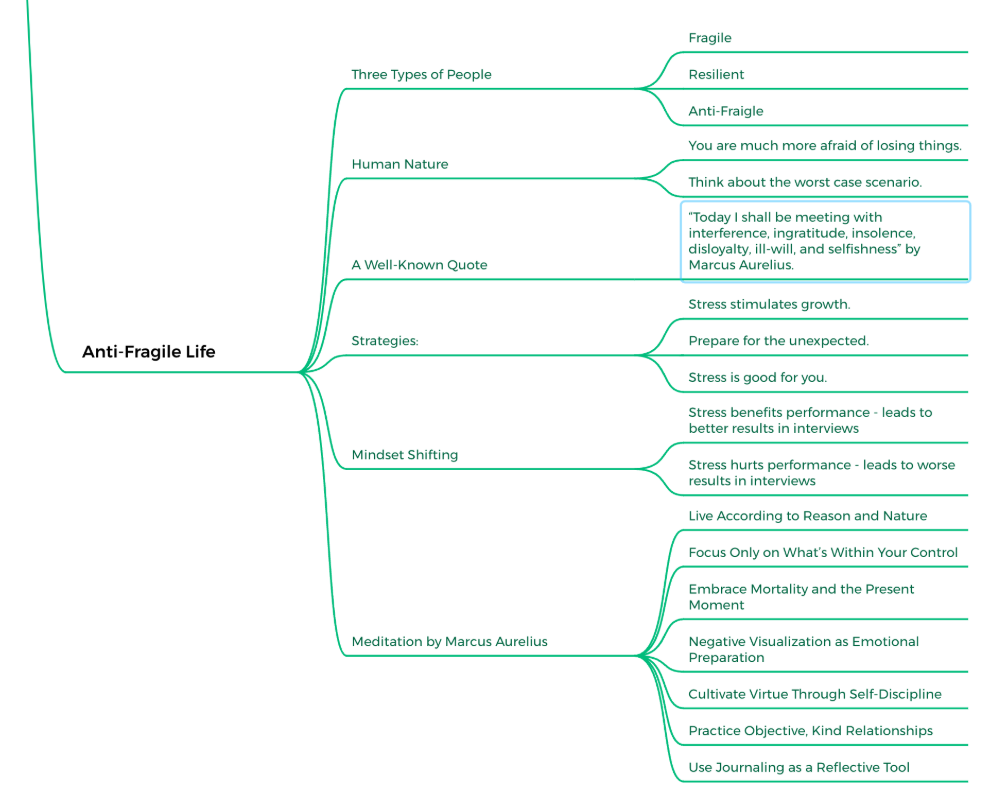 Anti-Fragile Life
Three Types of People
Fragile
Resilient
Anti-Fraigle
Human Nature
You are much more afraid of losing things.
Think about the worst case scenario.
A Well-Known Quote
“Today I shall be meeting with
interference, ingratitude, insolence,
disloyalty, ill-will, and selfishness” by
Marcus Aurelius.
Strategies:
Stress stimulates growth.
Prepare for the unexpected.
Stress is good for you.
Mindset Shifting
Stress benefits performance - leads to
better results in interviews
Stress hurts performance - leads to worse
results in interviews
Meditation by Marcus Aurelius
Live According to Reason and Nature
Focus Only on What’s Within Your Control
Embrace Mortality and the Present
Moment
Negative Visualization as Emotional
Preparation
Cultivate Virtue Through Self-Discipline
Practice Objective, Kind Relationships
Use Journaling as a Reflective Tool